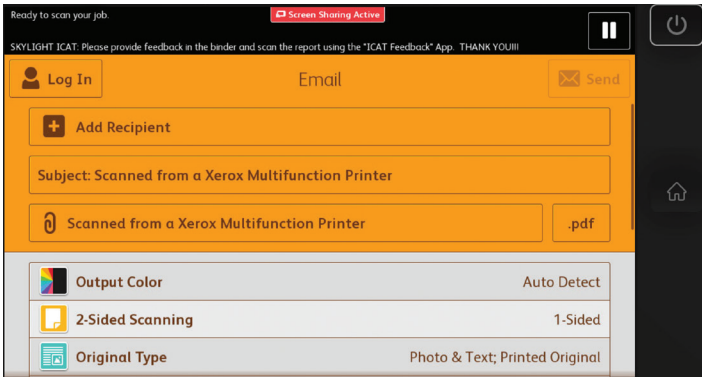 Ready to scan your job.
Screen Sharing Active
SKYLIGHT ICAT: Please provide feedback in the binder and scan the report using the "ICAT Feedback" App. THANK YOU!!!
Log In
Email
Send
Add Recipient
Subject: Scanned from a Xerox Multifunction Printer
Scanned from a Xerox Multifunction Printer
.pdf
Output Color
Auto Detect
2-Sided Scanning
1-Sided
Original Type
Photo & Text; Printed Original